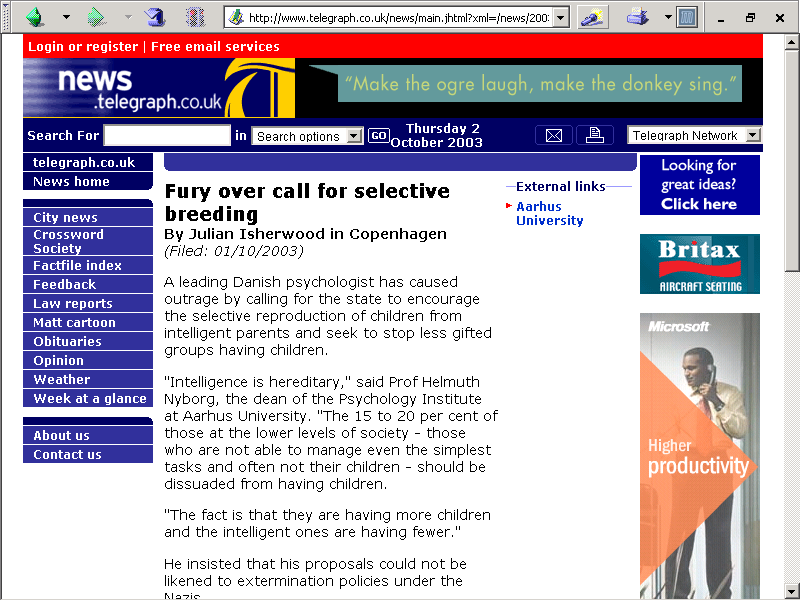 http://www.telegraph.co.uk/news/main.jhtml?xml=/news/200
Login or register | Free email services
news
.telegraph.co.uk
"Make the ogre laugh, make the donkey sing."
Search For in Search options GO Thursday 2
October 2003
Telegraph Network
telegraph.co.uk
News home
City news
Crossword
Society
Factfile index
Feedback
Law reports
Matt cartoon
Obituaries
Opinion
Weather
Week at a glance
About us
Contact us
Fury over call for selective
breeding
By Julian Isherwood in Copenhagen
(Filed: 01/10/2003)
A leading Danish psychologist has caused
outrage by calling for the state to encourage
the selective reproduction of children from
intelligent parents and seek to stop less gifted
groups having children.
"Intelligence is hereditary," said Prof Helmuth
Nyborg, the dean of the Psychology Institute
at Aarhus University. "The 15 to 20 per cent of
those at the lower levels of society - those
who are not able to manage even the simplest
tasks and often not their children - should be
dissuaded from having children.
"The fact is that they are having more children
and the intelligent ones are having fewer."
He insisted that his proposals could not be
likened to extermination policies under the
Nazis.
External links
Aarhus
University
Looking for
great ideas?
Click here
Britax
AIRCRAFT SEATING
Microsoft
Higher
productivity